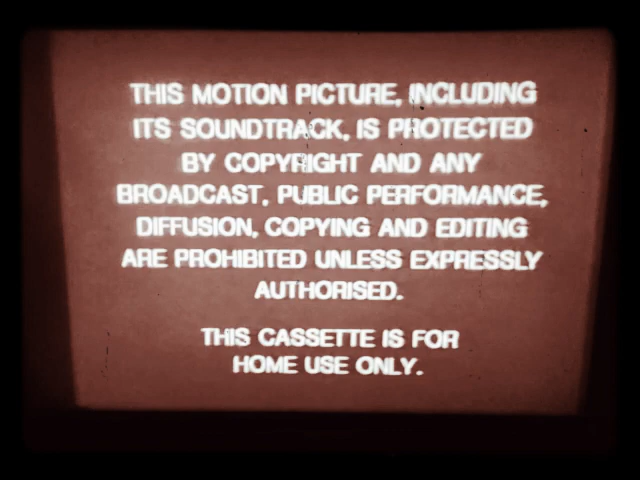 THIS MOTION PICTURE, INCLUDING
ITS SOUNDTRACK, IS PROTECTED
BY COPYRIGHT AND ANY
BROADCAST, PUBLIC PERFORMANCE,
DIFFUSION, COPYING AND EDITING
ARE PROHIBITED UNLESS EXPRESSLY
AUTHORISED.
THIS CASSETTE IS FOR
HOME USE ONLY.